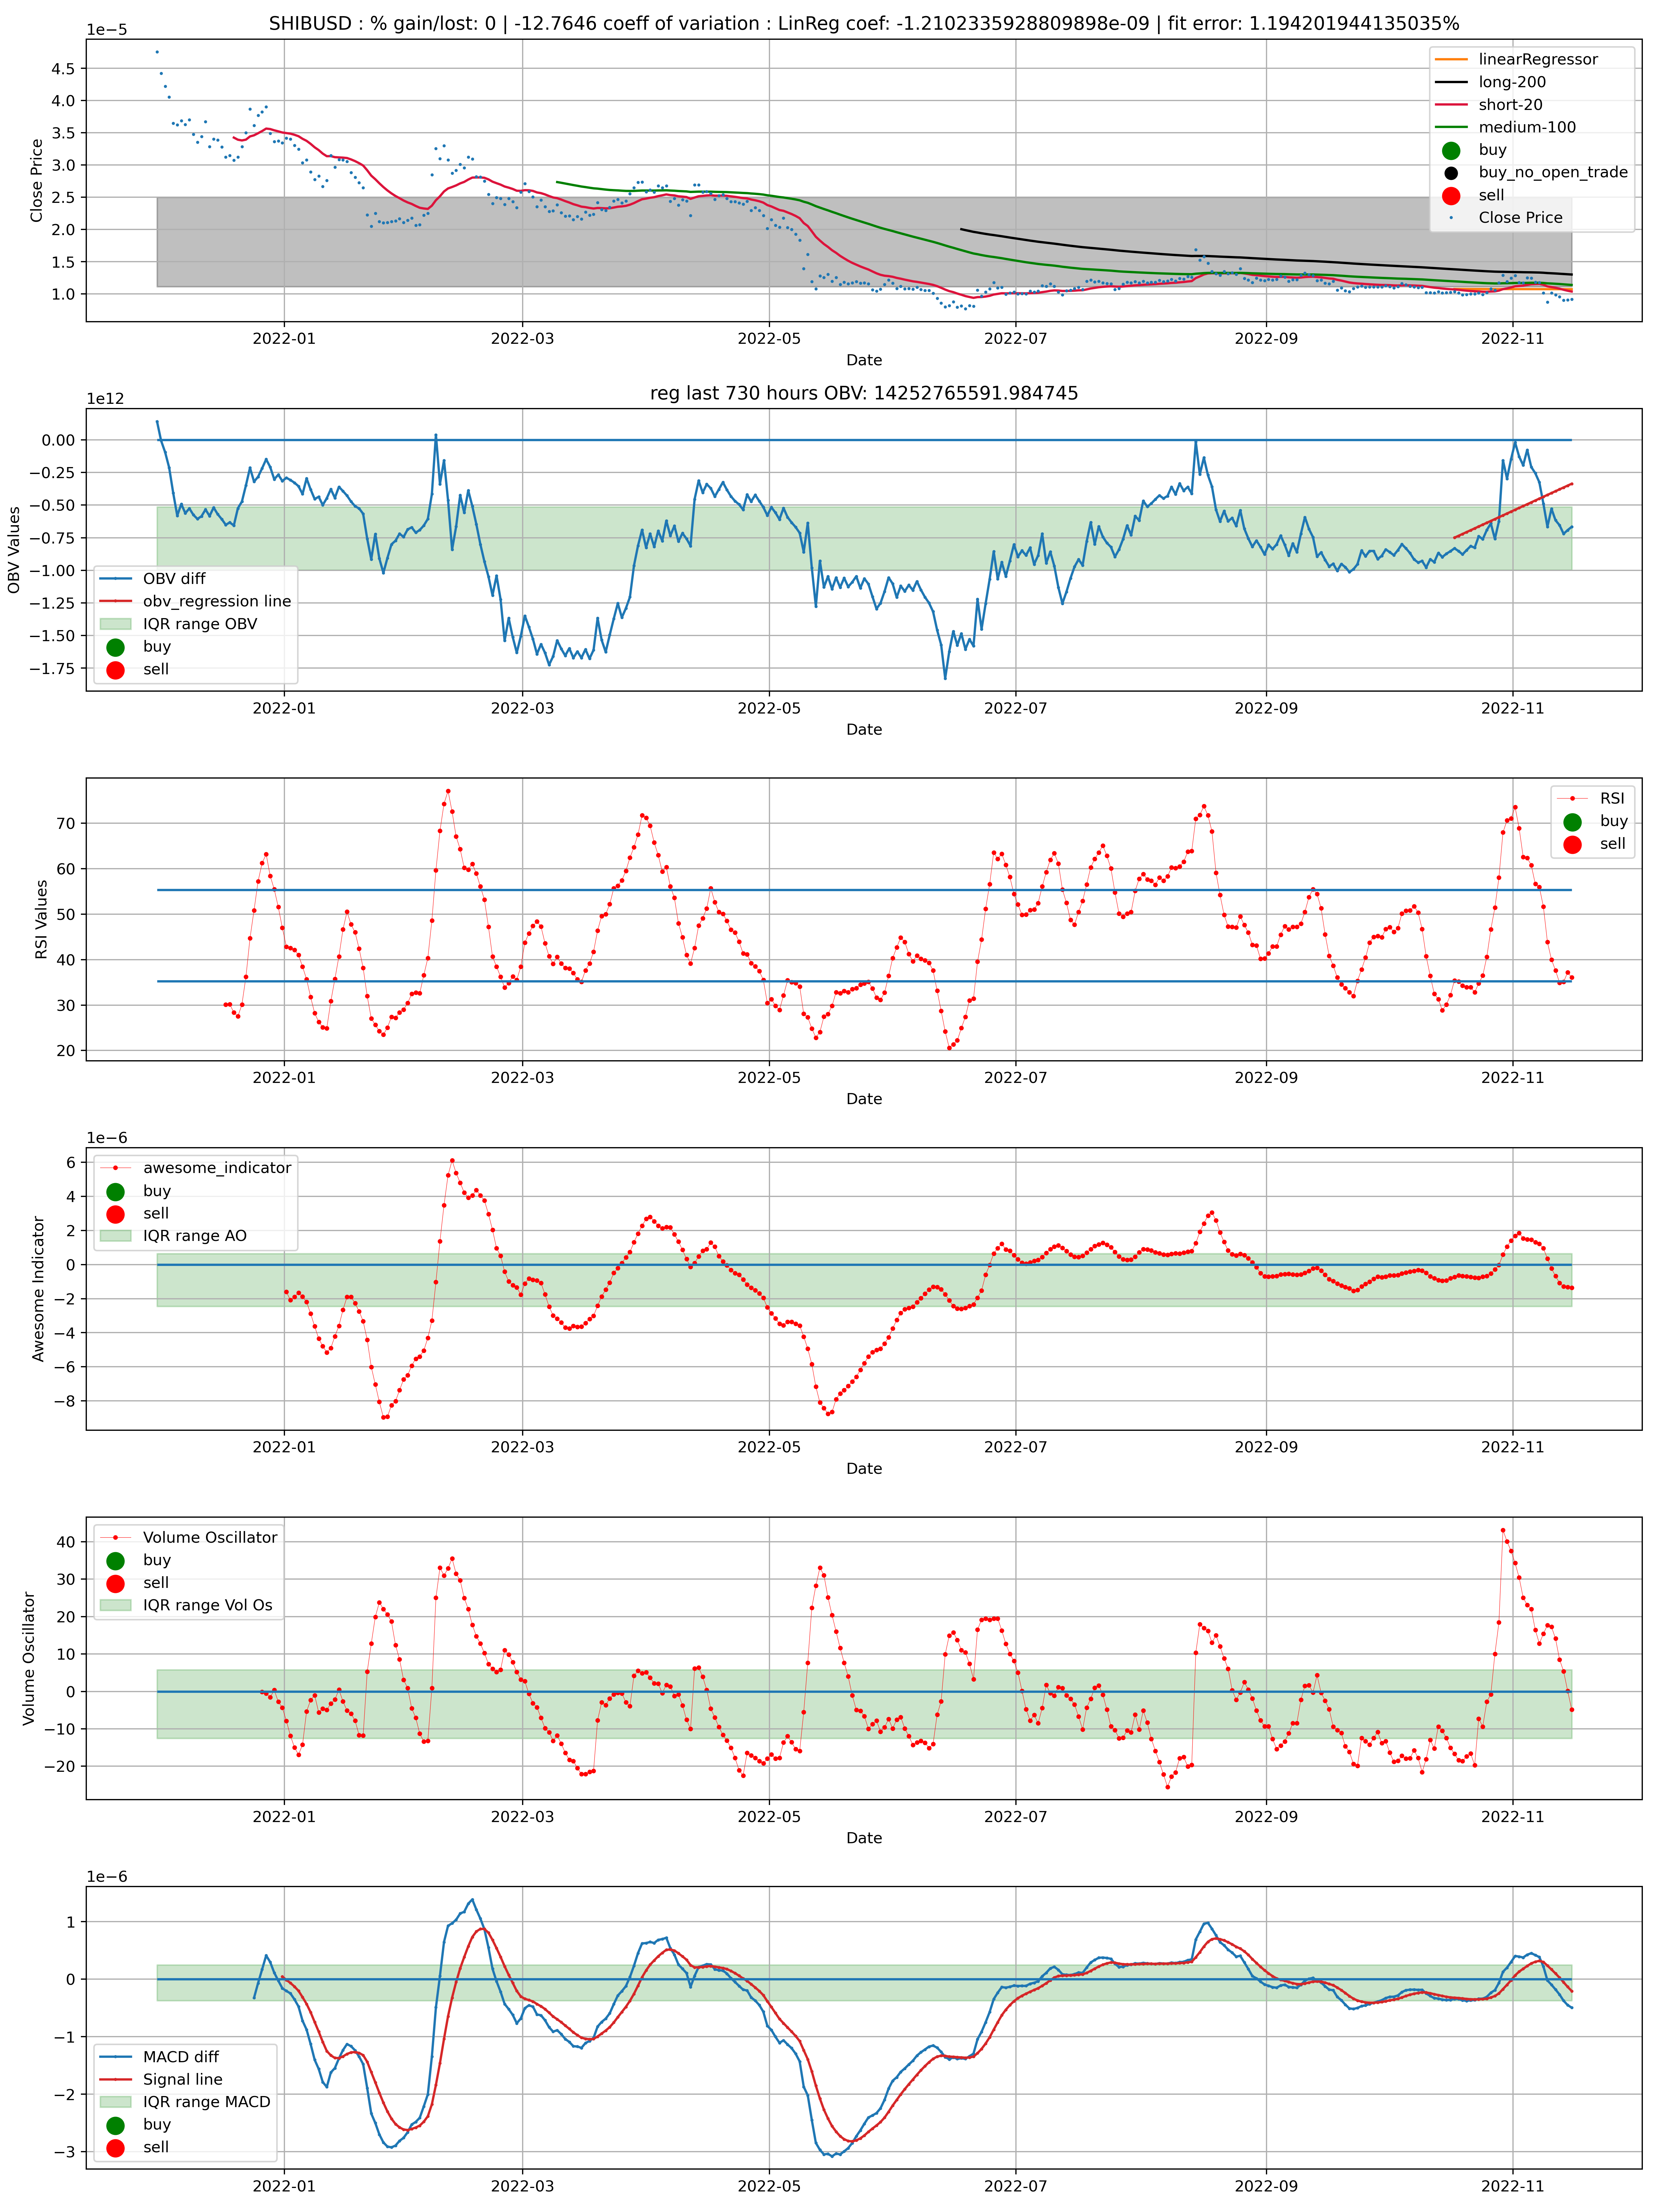 SHIBUSD : % gain/lost: 0 | -12.7646 coeff of variation : LinReg coef: -1.2102335928809898e-09 | fit error: 1.194201944135035%
1e−5
4.5
4.0
3.5
3.0
2.5
2.0
1.5
1.0
Close Price
linearRegressor
long-200
short-20
medium-100
buy
buy_no_open_trade
sell
Close Price
2022-01 2022-03 2022-05 2022-07 2022-09 2022-11
Date
reg last 730 hours OBV: 14252765591.984745
1e12
0.00
−0.25
−0.50
−0.75
−1.00
−1.25
−1.50
−1.75
OBV Values
OBV diff
obv_regression line
IQR range OBV
buy
sell
2022-01 2022-03 2022-05 2022-07 2022-09 2022-11
Date
70
60
50
40
30
20
RSI Values
RSI
buy
sell
2022-01 2022-03 2022-05 2022-07 2022-09 2022-11
Date
1e−6
6
4
2
0
−2
−4
−6
−8
Awesome Indicator
awesome_indicator
buy
sell
IQR range AO
2022-01 2022-03 2022-05 2022-07 2022-09 2022-11
Date
40
30
20
10
0
−10
−20
Volume Oscillator
Volume Oscillator
buy
sell
IQR range Vol Os
2022-01 2022-03 2022-05 2022-07 2022-09 2022-11
Date
1e−6
1
0
−1
−2
−3
MACD diff
Signal line
IQR range MACD
buy
sell
2022-01 2022-03 2022-05 2022-07 2022-09 2022-11